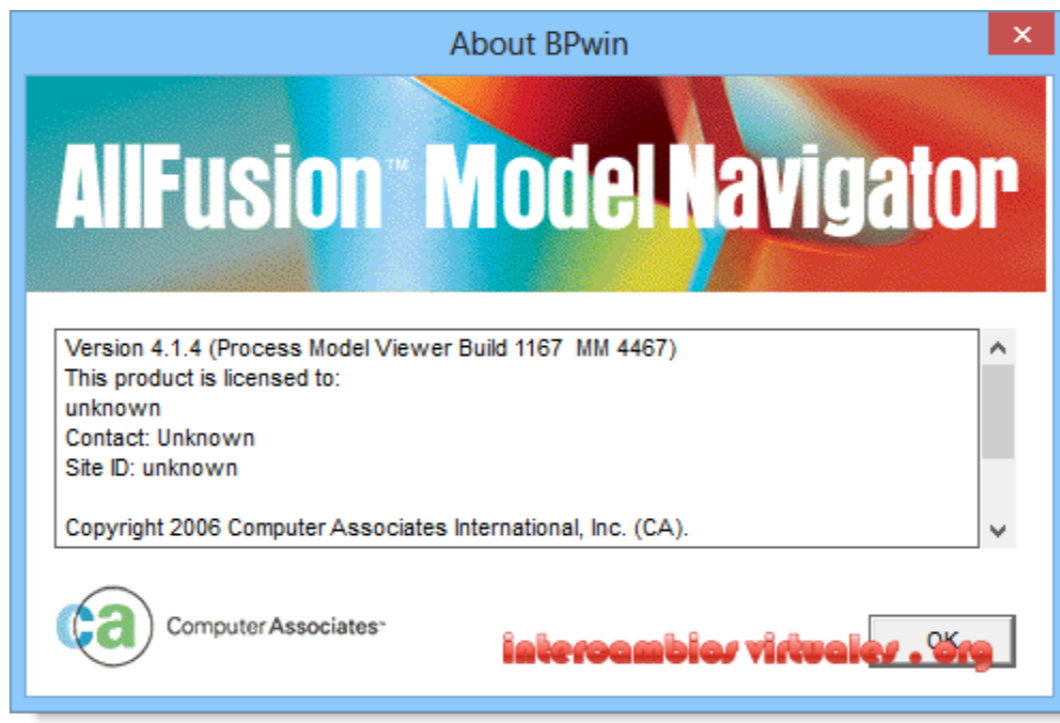 About BPwin
AllFusion™ Model Navigator
Version 4.1.4 (Process Model Viewer Build 1167 MM 4467)
This product is licensed to:
unknown
Contact: Unknown
Site ID: unknown
Copyright 2006 Computer Associates International, Inc. (CA).
ca Computer Associates™
OK
intercambios virtuales . org